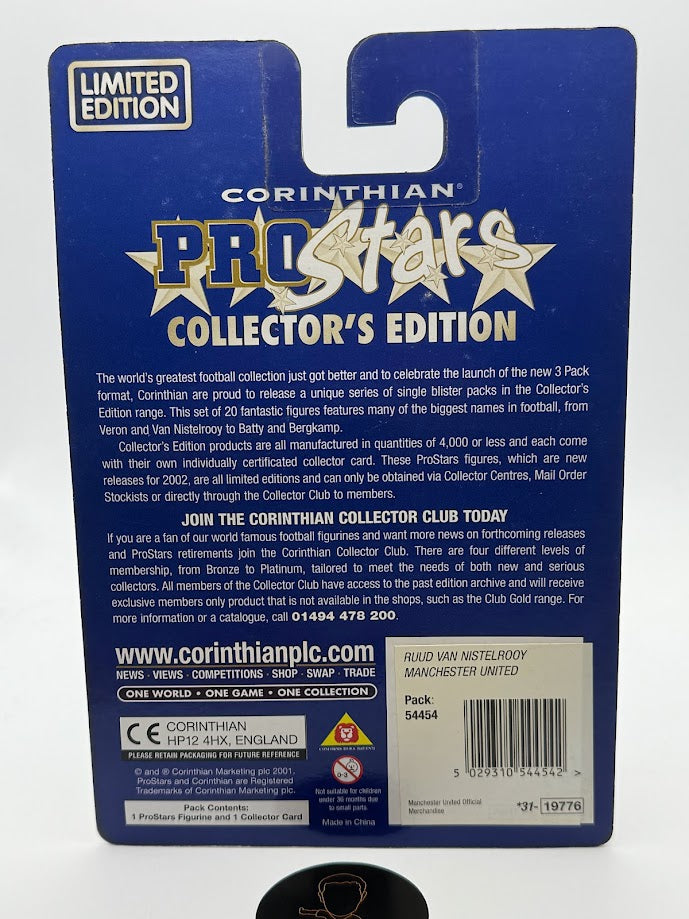 LIMITED
EDITION
CORINTHIAN®
PROStars
COLLECTOR'S EDITION
The world's greatest football collection just got better and to celebrate the launch of the new 3 Pack
format, Corinthian are proud to release a unique series of single blister packs in the Collector's
Edition range. This set of 20 fantastic figures features many of the biggest names in football, from
Veron and Van Nistelrooy to Batty and Bergkamp.
Collector's Edition products are all manufactured in quantities of 4,000 or less and each come
with their own individually certificated collector card. These ProStars figures, which are new
releases for 2002, are all limited editions and can only be obtained via Collector Centres, Mail Order
Stockists or directly through the Collector Club to members.
JOIN THE CORINTHIAN COLLECTOR CLUB TODAY
If you are a fan of our world famous football figurines and want more news on forthcoming releases
and ProStars retirements join the Corinthian Collector Club. There are four different levels of
membership, from Bronze to Platinum, tailored to meet the needs of both new and serious
collectors. All members of the Collector Club have access to the past edition archive and will receive
exclusive members only product that is not available in the shops, such as the Club Gold range. For
more information or a catalogue, call 01494 478 200.
www.corinthianplc.com
NEWS · VIEWS · COMPETITIONS · SHOP · SWAP · TRADE
ONE WORLD • ONE GAME • ONE COLLECTION
CE CORINTHIAN
HP12 4HX, ENGLAND
PLEASE RETAIN PACKAGING FOR FUTURE REFERENCE
© and ® Corinthian Marketing plc 2001.
ProStars and Corinthian are Registered
Trademarks of Corinthian Marketing plc.
Pack Contents:
1 ProStars Figurine and 1 Collector Card
0-3
Not suitable for children
under 36 months due
to small parts.
Made in China
RUUD VAN NISTELROOY
MANCHESTER UNITED
Pack:
54454
5 029310 544542 >
Manchester United Official
Merchandise
*31- 19776